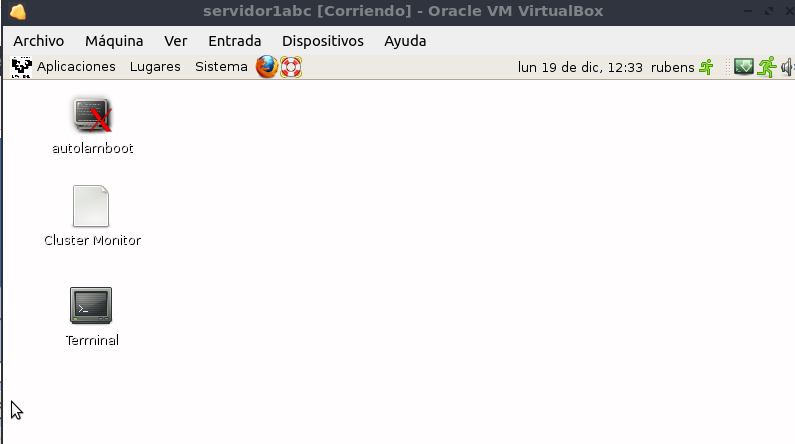 servidor1abc [Corriendo] - Oracle VM VirtualBox
Archivo Máquina Ver Entrada Dispositivos Ayuda
Aplicaciones Lugares Sistema lun 19 de dic, 12:33 rubens
autolamboot
Cluster Monitor
Terminal